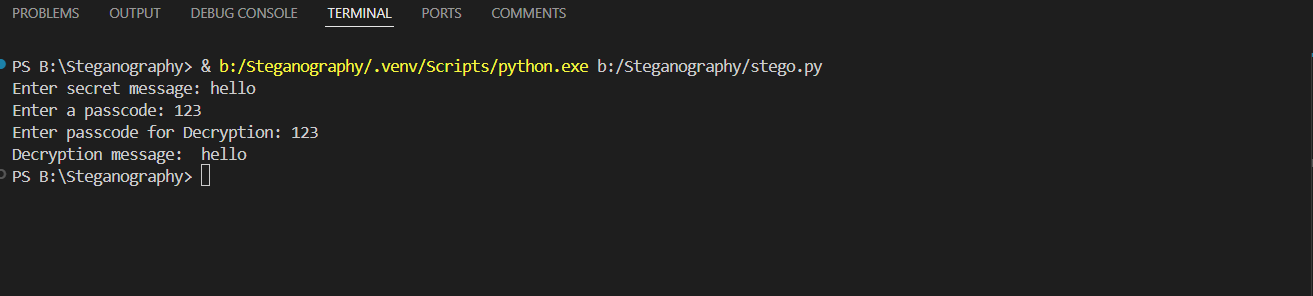 PROBLEMS OUTPUT DEBUG CONSOLE TERMINAL PORTS COMMENTS
PS B:\Steganography> & b:/Steganography/.venv/Scripts/python.exe b:/Steganography/stego.py
Enter secret message: hello
Enter a passcode: 123
Enter passcode for Decryption: 123
Decryption message:  hello
PS B:\Steganography>